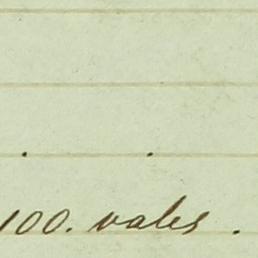 100. vales .